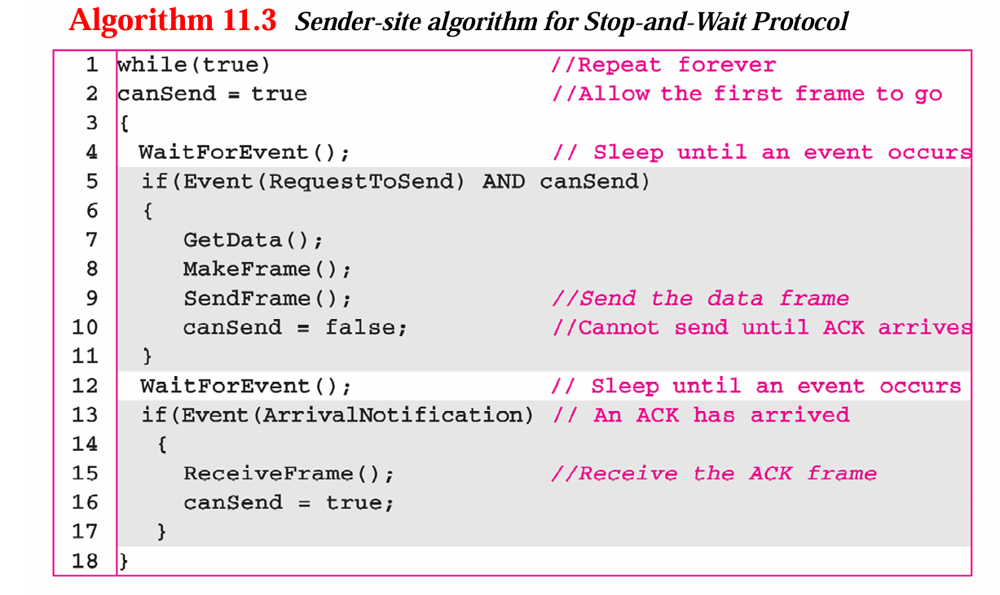 Algorithm 11.3 Sender-site algorithm for Stop-and-Wait Protocol
1 while(true) //Repeat forever
2 canSend = true //Allow the first frame to go
3 {
4 WaitForEvent(); // Sleep until an event occurs
5 if(Event(RequestToSend) AND canSend)
6 {
7 GetData();
8 MakeFrame();
9 SendFrame(); //Send the data frame
10 canSend = false; //Cannot send until ACK arrives
11 }
12 WaitForEvent(); // Sleep until an event occurs
13 if(Event(ArrivalNotification) // An ACK has arrived
14 {
15 ReceiveFrame(); //Receive the ACK frame
16 canSend = true;
17 }
18 }